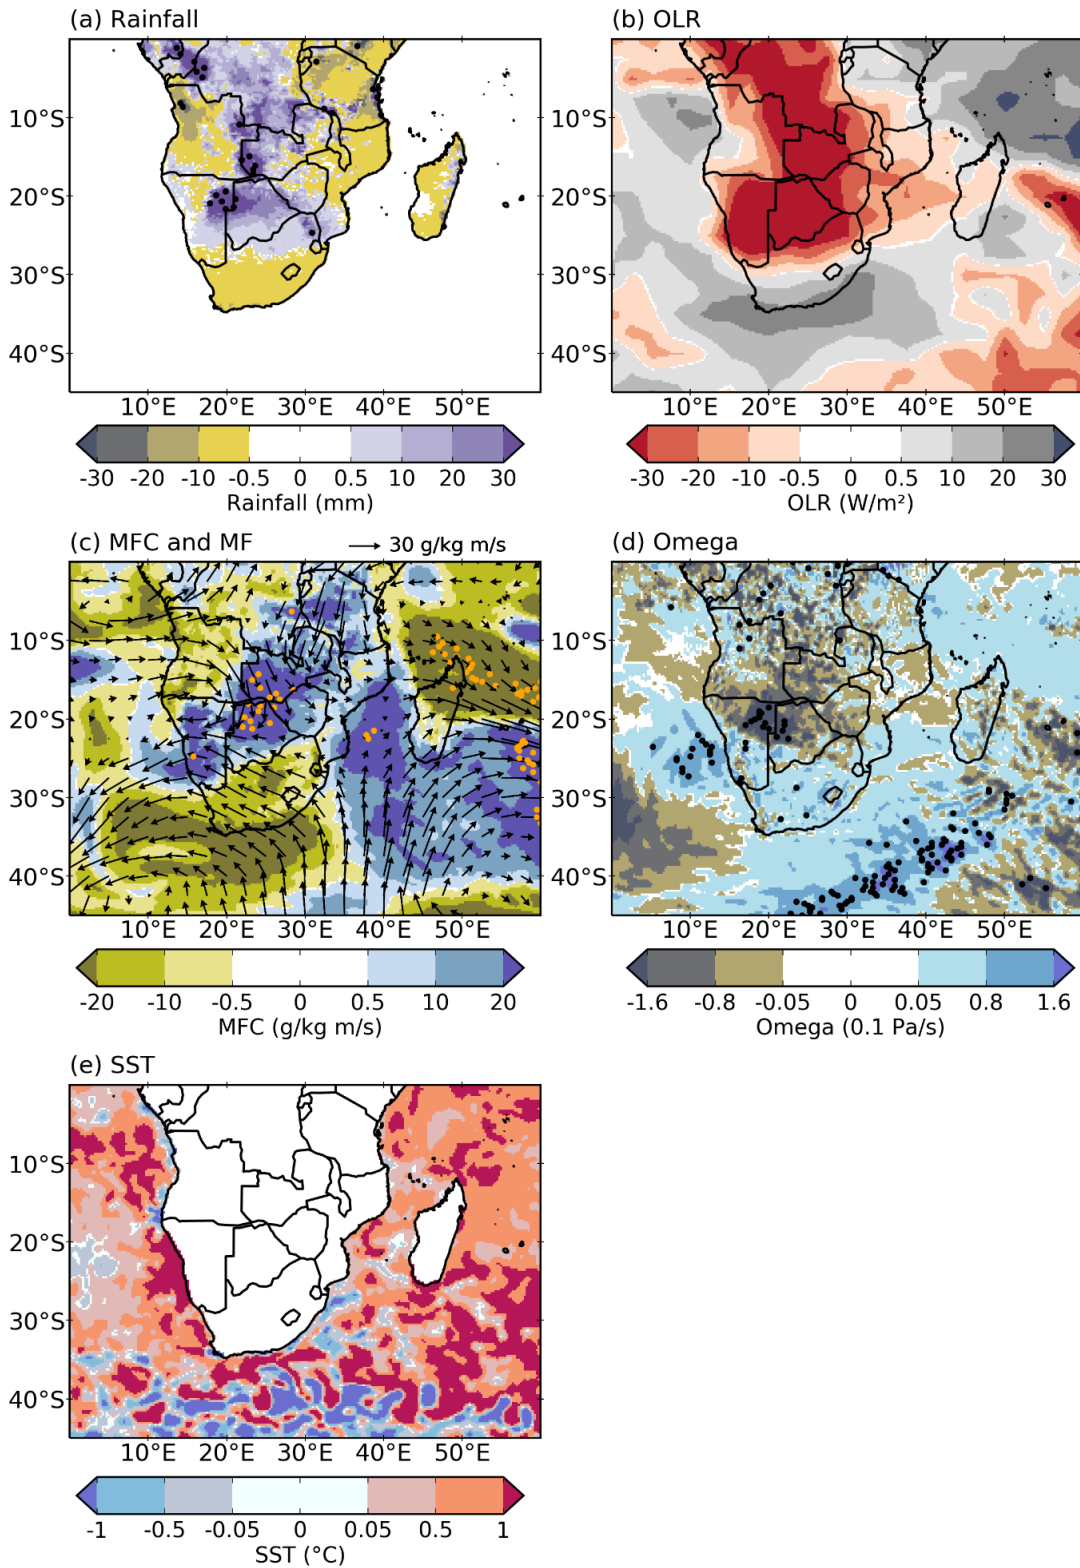 (a) Rainfall
10°S
20°S
30°S
40°S
10°E 20°E 30°E 40°E 50°E
-30 -20 -10 -0.5 0 0.5 10 20 30
Rainfall (mm)
(b) OLR
10°S
20°S
30°S
40°S
10°E 20°E 30°E 40°E 50°E
-30 -20 -10 -0.5 0 0.5 10 20 30
OLR (W/m²)
(c) MFC and MF
30 g/kg m/s
10°S
20°S
30°S
40°S
10°E 20°E 30°E 40°E 50°E
-20 -10 -0.5 0 0.5 10 20
MFC (g/kg m/s)
(d) Omega
10°S
20°S
30°S
40°S
10°E 20°E 30°E 40°E 50°E
-1.6 -0.8 -0.05 0 0.05 0.8 1.6
Omega (0.1 Pa/s)
(e) SST
10°S
20°S
30°S
40°S
10°E 20°E 30°E 40°E 50°E
-1 -0.5 -0.05 0 0.05 0.5 1
SST (°C)